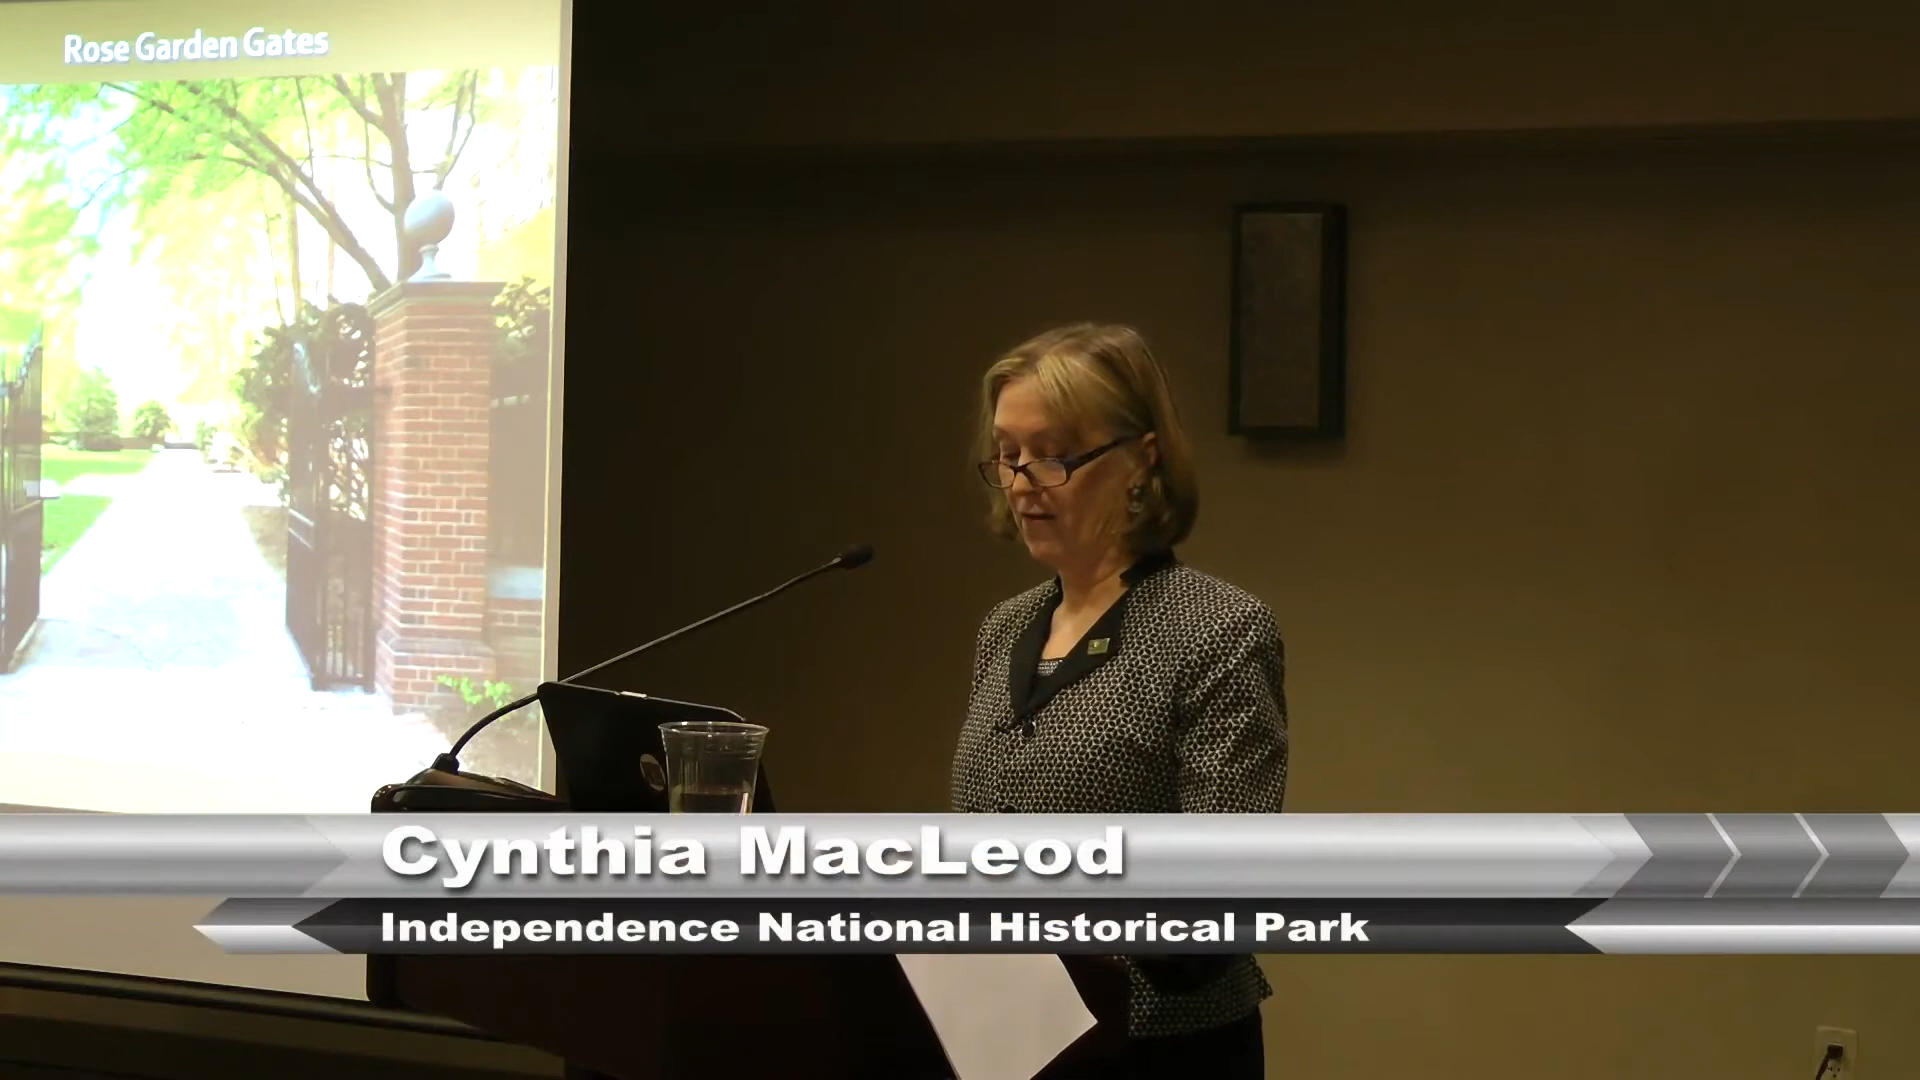 Rose Garden Gates
Cynthia MacLeod
Independence National Historical Park